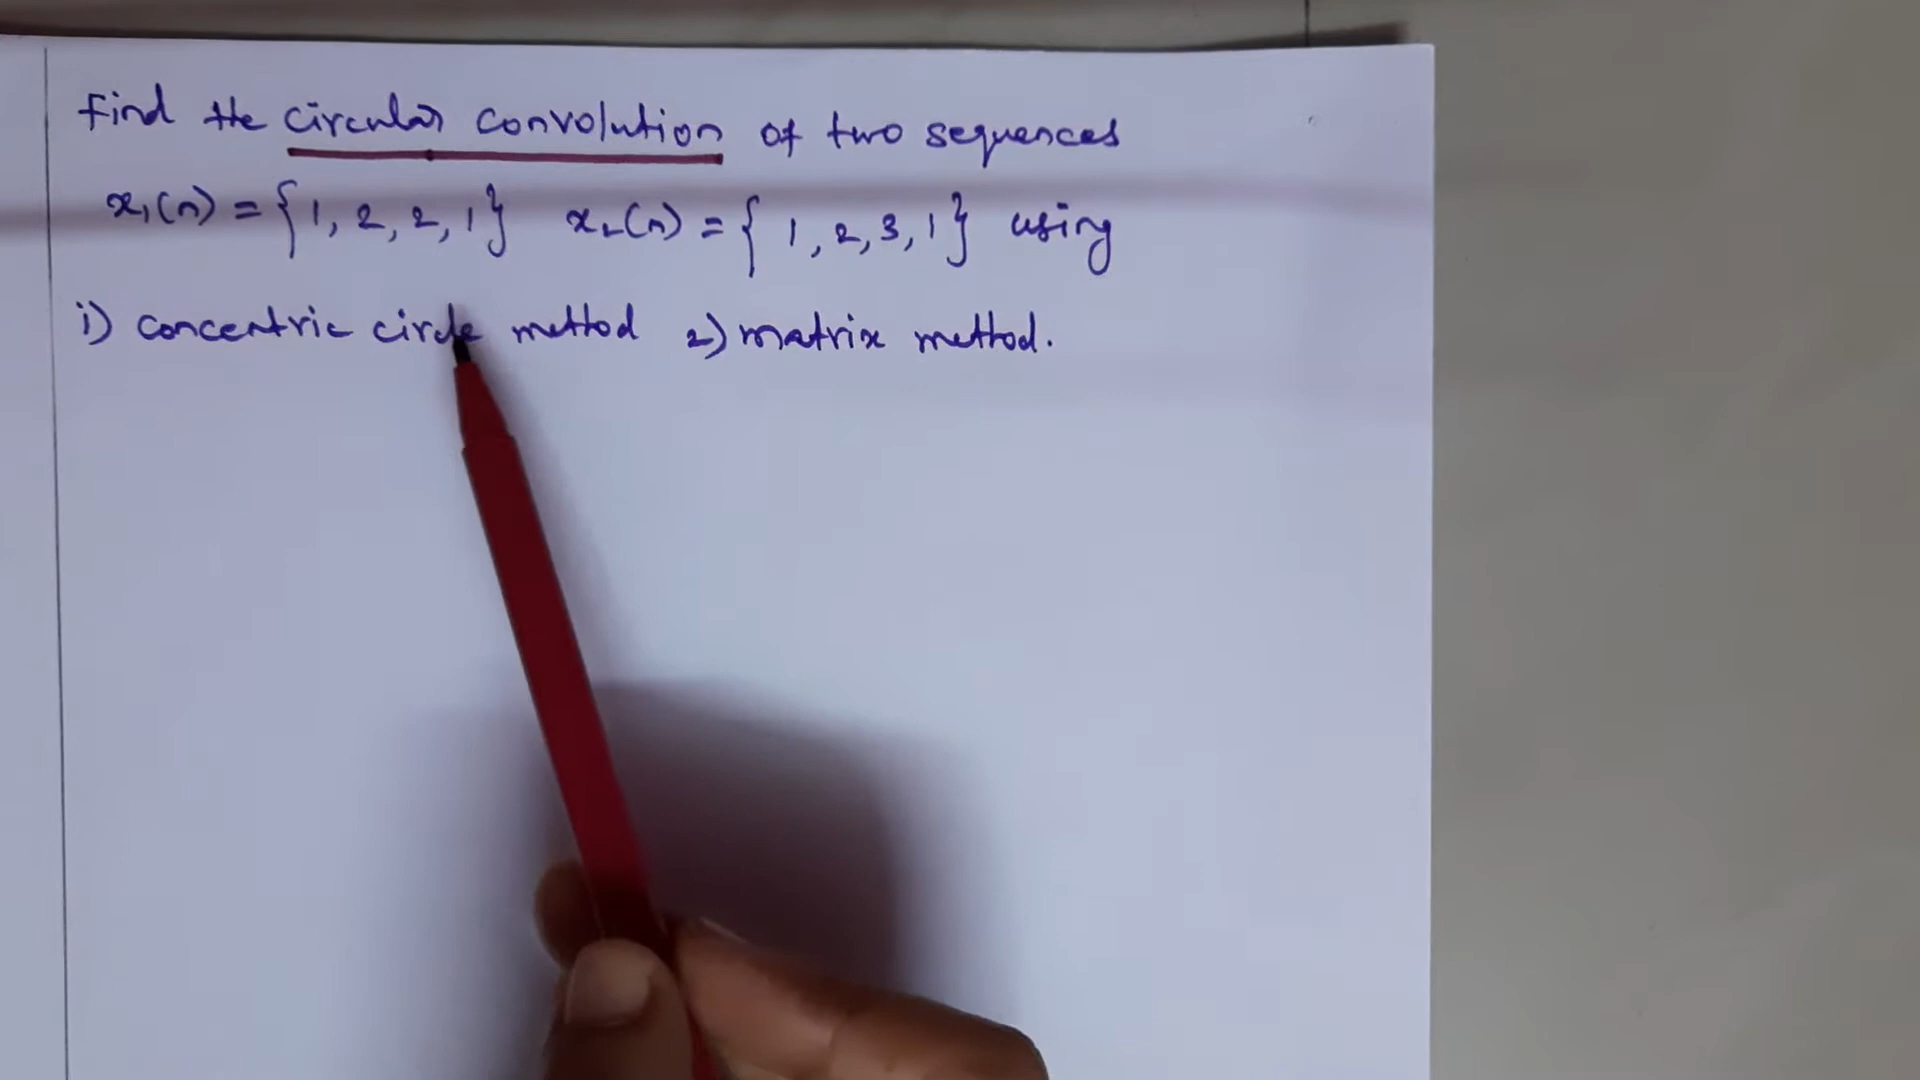 Find the circular convolution of two sequences
x₁(n) = {1, 2, 2, 1} x₂(n) = {1, 2, 3, 1} using
i) concentric circle method 2) matrix method.